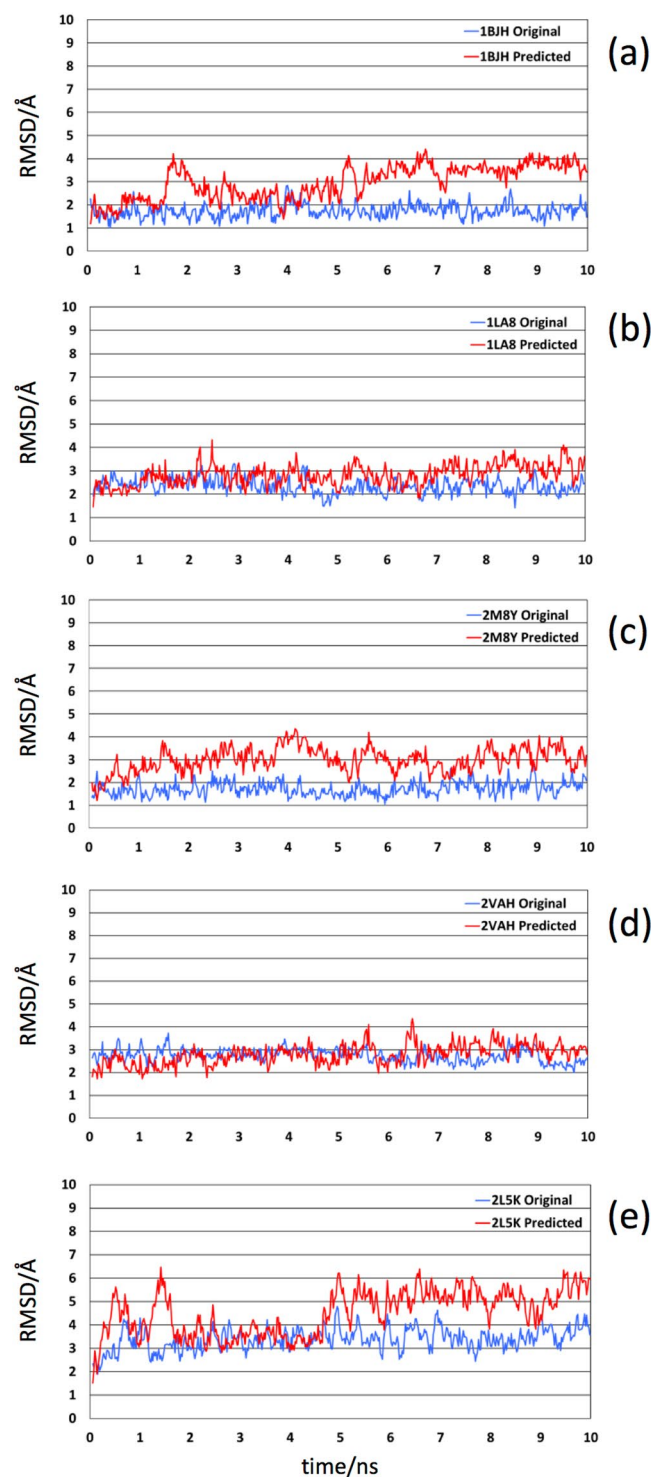 10
9
8
7
6
5
4
3
2
1
0
RMSD/Å
1BJH Original
1BJH Predicted
(a)
0 1 2 3 4 5 6 7 8 9 10
10
9
8
7
6
5
4
3
2
1
0
RMSD/Å
1LA8 Original
1LA8 Predicted
(b)
0 1 2 3 4 5 6 7 8 9 10
10
9
8
7
6
5
4
3
2
1
0
RMSD/Å
2M8Y Original
2M8Y Predicted
(c)
0 1 2 3 4 5 6 7 8 9 10
10
9
8
7
6
5
4
3
2
1
0
RMSD/Å
2VAH Original
2VAH Predicted
(d)
0 1 2 3 4 5 6 7 8 9 10
10
9
8
7
6
5
4
3
2
1
0
RMSD/Å
2L5K Original
2L5K Predicted
(e)
0 1 2 3 4 5 6 7 8 9 10
time/ns